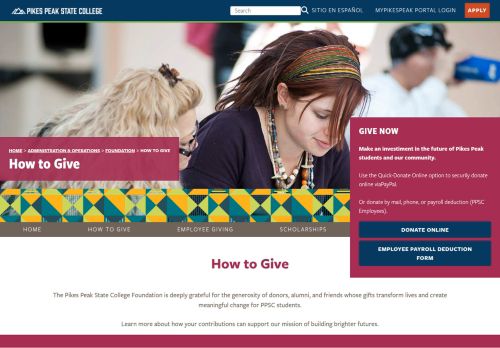 PIKES PEAK STATE COLLEGE
Search
SITIO EN ESPAÑOL
MYPIKESPEAK PORTAL LOGIN
APPLY
HOME > ADMINISTRATION & OPERATIONS > FOUNDATION > HOW TO GIVE
How to Give
GIVE NOW
Make an investment in the future of Pikes Peak
students and our community.
Use the Quick-Donate Online option to securely donate
online viaPayPal.
Or donate by mail, phone, or payroll deduction (PPSC
Employees).
DONATE ONLINE
EMPLOYEE PAYROLL DEDUCTION
FORM
HOME
HOW TO GIVE
EMPLOYEE GIVING
SCHOLARSHIPS
How to Give
The Pikes Peak State College Foundation is deeply grateful for the generosity of donors, alumni, and friends whose gifts transform lives and create
meaningful change for PPSC students.
Learn more about how your contributions can support our mission of building brighter futures.